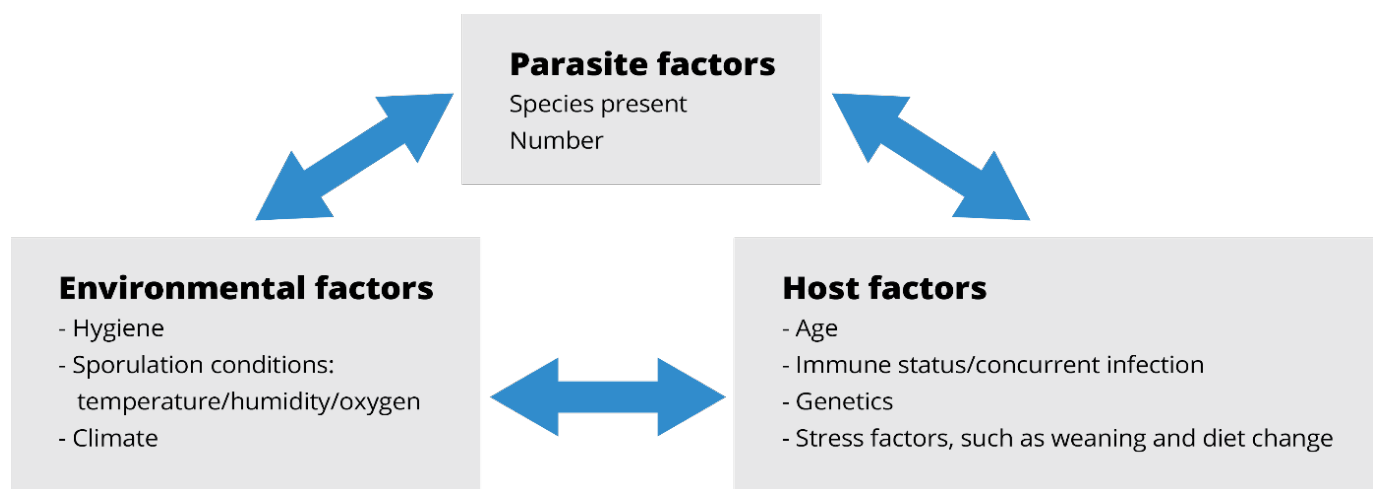 Parasite factors
Species present
Number
Environmental factors
- Hygiene
- Sporulation conditions:
temperature/humidity/oxygen
- Climate
Host factors
- Age
- Immune status/concurrent infection
- Genetics
- Stress factors, such as weaning and diet change